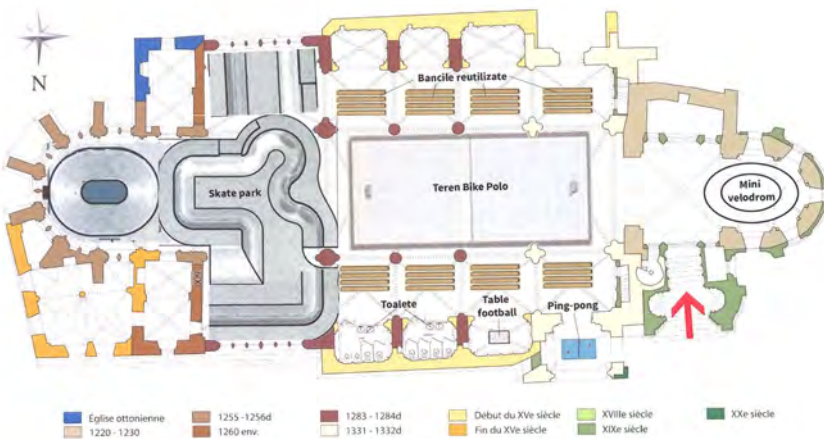 N
Bancile reutilizate
Skate park
Teren Bike Polo
Mini
velodrom
Toalete
Table
football
Ping-pong
Eglise ottonienne
1220 - 1230
1255 -1256d
1260 env.
1283 - 1284d
1331 - 1332d
Début du XVe siècle
Fin du XVe siècle
XVIIIe siècle
XIXe siècle
XXe siècle